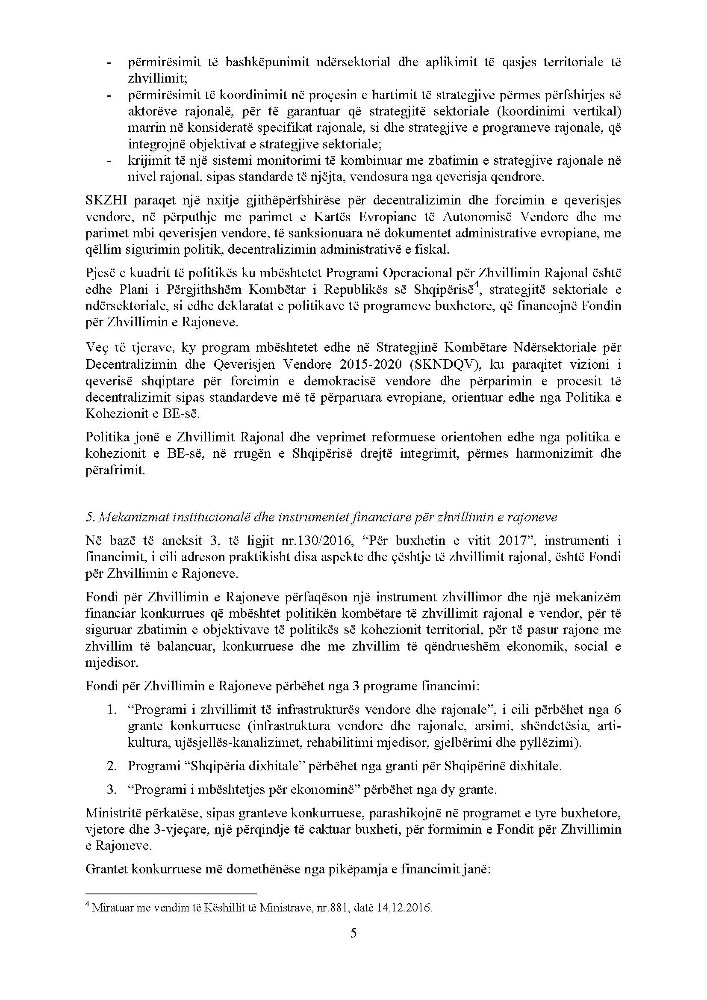 - përmirësimit të bashkëpunimit ndërsektorial dhe aplikimit të qasjes territoriale të
zhvillimit;
- përmirësimit të koordinimit në proçesin e hartimit të strategjive përmes përfshirjes së
aktorëve rajonalë, për të garantuar që strategjitë sektoriale (koordinimi vertikal)
marrin në konsideratë specifikat rajonale, si dhe strategjive e programeve rajonale, që
integrojnë objektivat e strategjive sektoriale;
- krijimit të një sistemi monitorimi të kombinuar me zbatimin e strategjive rajonale në
nivel rajonal, sipas standarde të njëjta, vendosura nga qeverisja qendrore.
SKZHI paraqet një nxitje gjithëpërfshirëse për decentralizimin dhe forcimin e qeverisjes
vendore, në përputhje me parimet e Kartës Evropiane të Autonomisë Vendore dhe me
parimet mbi qeverisjen vendore, të sanksionuara në dokumentet administrative evropiane, me
qëllim sigurimin politik, decentralizimin administrativë e fiskal.
Pjesë e kuadrit të politikës ku mbështetet Programi Operacional për Zhvillimin Rajonal është
edhe Plani i Përgjithshëm Kombëtar i Republikës së Shqipërisë4, strategjitë sektoriale e
ndërsektoriale, si edhe deklaratat e politikave të programeve buxhetore, që financojnë Fondin
për Zhvillimin e Rajoneve.
Veç të tjerave, ky program mbështetet edhe në Strategjinë Kombëtare Ndërsektoriale për
Decentralizimin dhe Qeverisjen Vendore 2015-2020 (SKNDQV), ku paraqitet vizioni i
qeverisë shqiptare për forcimin e demokracisë vendore dhe përparimin e procesit të
decentralizimit sipas standardeve më të përparuara evropiane, orientuar edhe nga Politika e
Kohezionit e BE-së.
Politika jonë e Zhvillimit Rajonal dhe veprimet reformuese orientohen edhe nga politika e
kohezionit e BE-së, në rrugën e Shqipërisë drejtë integrimit, përmes harmonizimit dhe
përafrimit.
5. Mekanizmat institucionalë dhe instrumentet financiare për zhvillimin e rajoneve
Në bazë të aneksit 3, të ligjit nr.130/2016, “Për buxhetin e vitit 2017”, instrumenti i
financimit, i cili adreson praktikisht disa aspekte dhe çështje të zhvillimit rajonal, është Fondi
për Zhvillimin e Rajoneve.
Fondi për Zhvillimin e Rajoneve përfaqëson një instrument zhvillimor dhe një mekanizëm
financiar konkurrues që mbështet politikën kombëtare të zhvillimit rajonal e vendor, për të
siguruar zbatimin e objektivave të politikës së kohezionit territorial, për të pasur rajone me
zhvillim të balancuar, konkurruese dhe me zhvillim të qëndrueshëm ekonomik, social e
mjedisor.
Fondi për Zhvillimin e Rajoneve përbëhet nga 3 programe financimi:
1. “Programi i zhvillimit të infrastrukturës vendore dhe rajonale”, i cili përbëhet nga 6
grante konkurruese (infrastruktura vendore dhe rajonale, arsimi, shëndetësia, arti-
kultura, ujësjellës-kanalizimet, rehabilitimi mjedisor, gjelbërimi dhe pyllëzimi).
2. Programi “Shqipëria dixhitale” përbëhet nga granti për Shqipërinë dixhitale.
3. “Programi i mbështetjes për ekonominë” përbëhet nga dy grante.
Ministritë përkatëse, sipas granteve konkurruese, parashikojnë në programet e tyre buxhetore,
vjetore dhe 3-vjeçare, një përqindje të caktuar buxheti, për formimin e Fondit për Zhvillimin
e Rajoneve.
Grantet konkurruese më domethënëse nga pikëpamja e financimit janë:
4 Miratuar me vendim të Këshillit të Ministrave, nr.881, datë 14.12.2016.
5